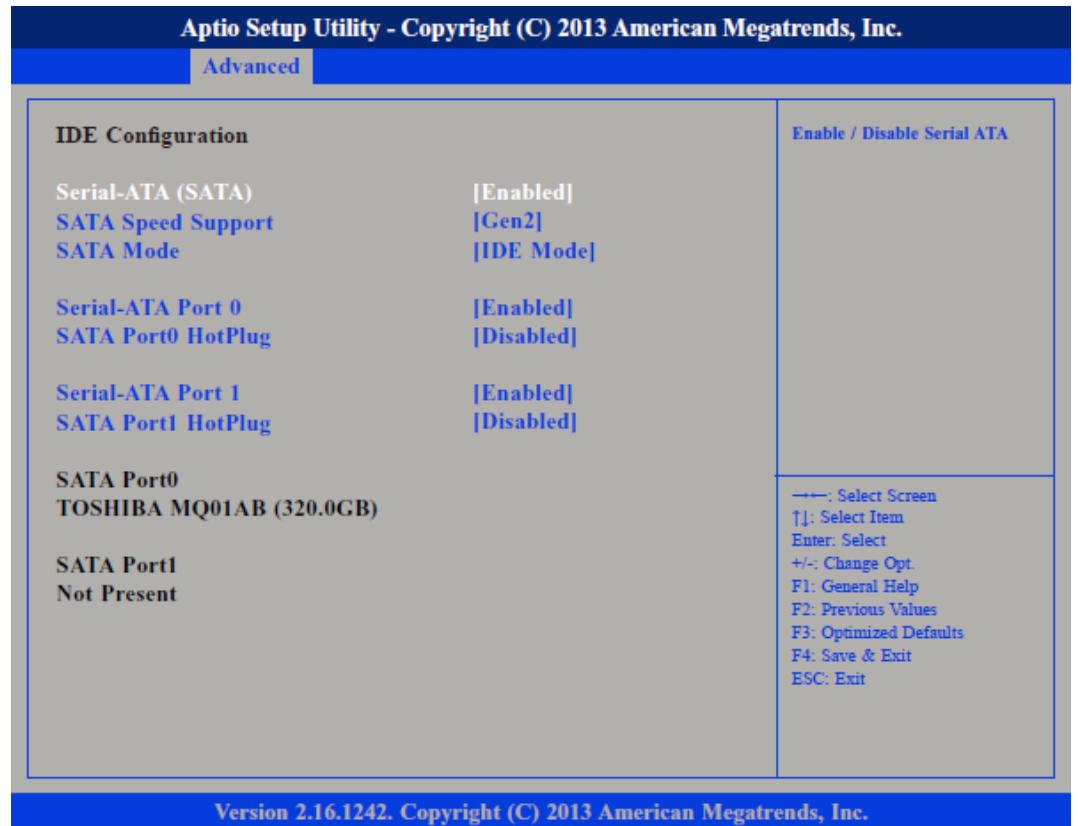 Aptio Setup Utility - Copyright (C) 2013 American Megatrends, Inc.
Advanced
IDE Configuration
Serial-ATA (SATA) [Enabled]
SATA Speed Support [Gen2]
SATA Mode [IDE Mode]
Serial-ATA Port 0 [Enabled]
SATA Port0 HotPlug [Disabled]
Serial-ATA Port 1 [Enabled]
SATA Port1 HotPlug [Disabled]
SATA Port0
TOSHIBA MQ01AB (320.0GB)
SATA Port1
Not Present
Enable / Disable Serial ATA
→←: Select Screen
↑↓: Select Item
Enter: Select
+/-: Change Opt.
F1: General Help
F2: Previous Values
F3: Optimized Defaults
F4: Save & Exit
ESC: Exit
Version 2.16.1242. Copyright (C) 2013 American Megatrends, Inc.